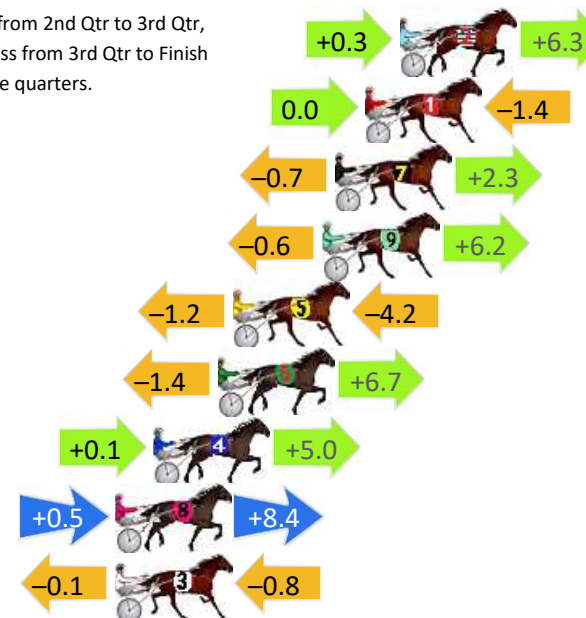 from 2nd Qtr to 3rd Qtr,
ss from 3rd Qtr to Finish
e quarters.
+0.3 2 +6.3
0.0 1 –1.4
–0.7 7 +2.3
–0.6 9 +6.2
–1.2 5 –4.2
–1.4 6 +6.7
+0.1 4 +5.0
+0.5 8 +8.4
–0.1 3 –0.8